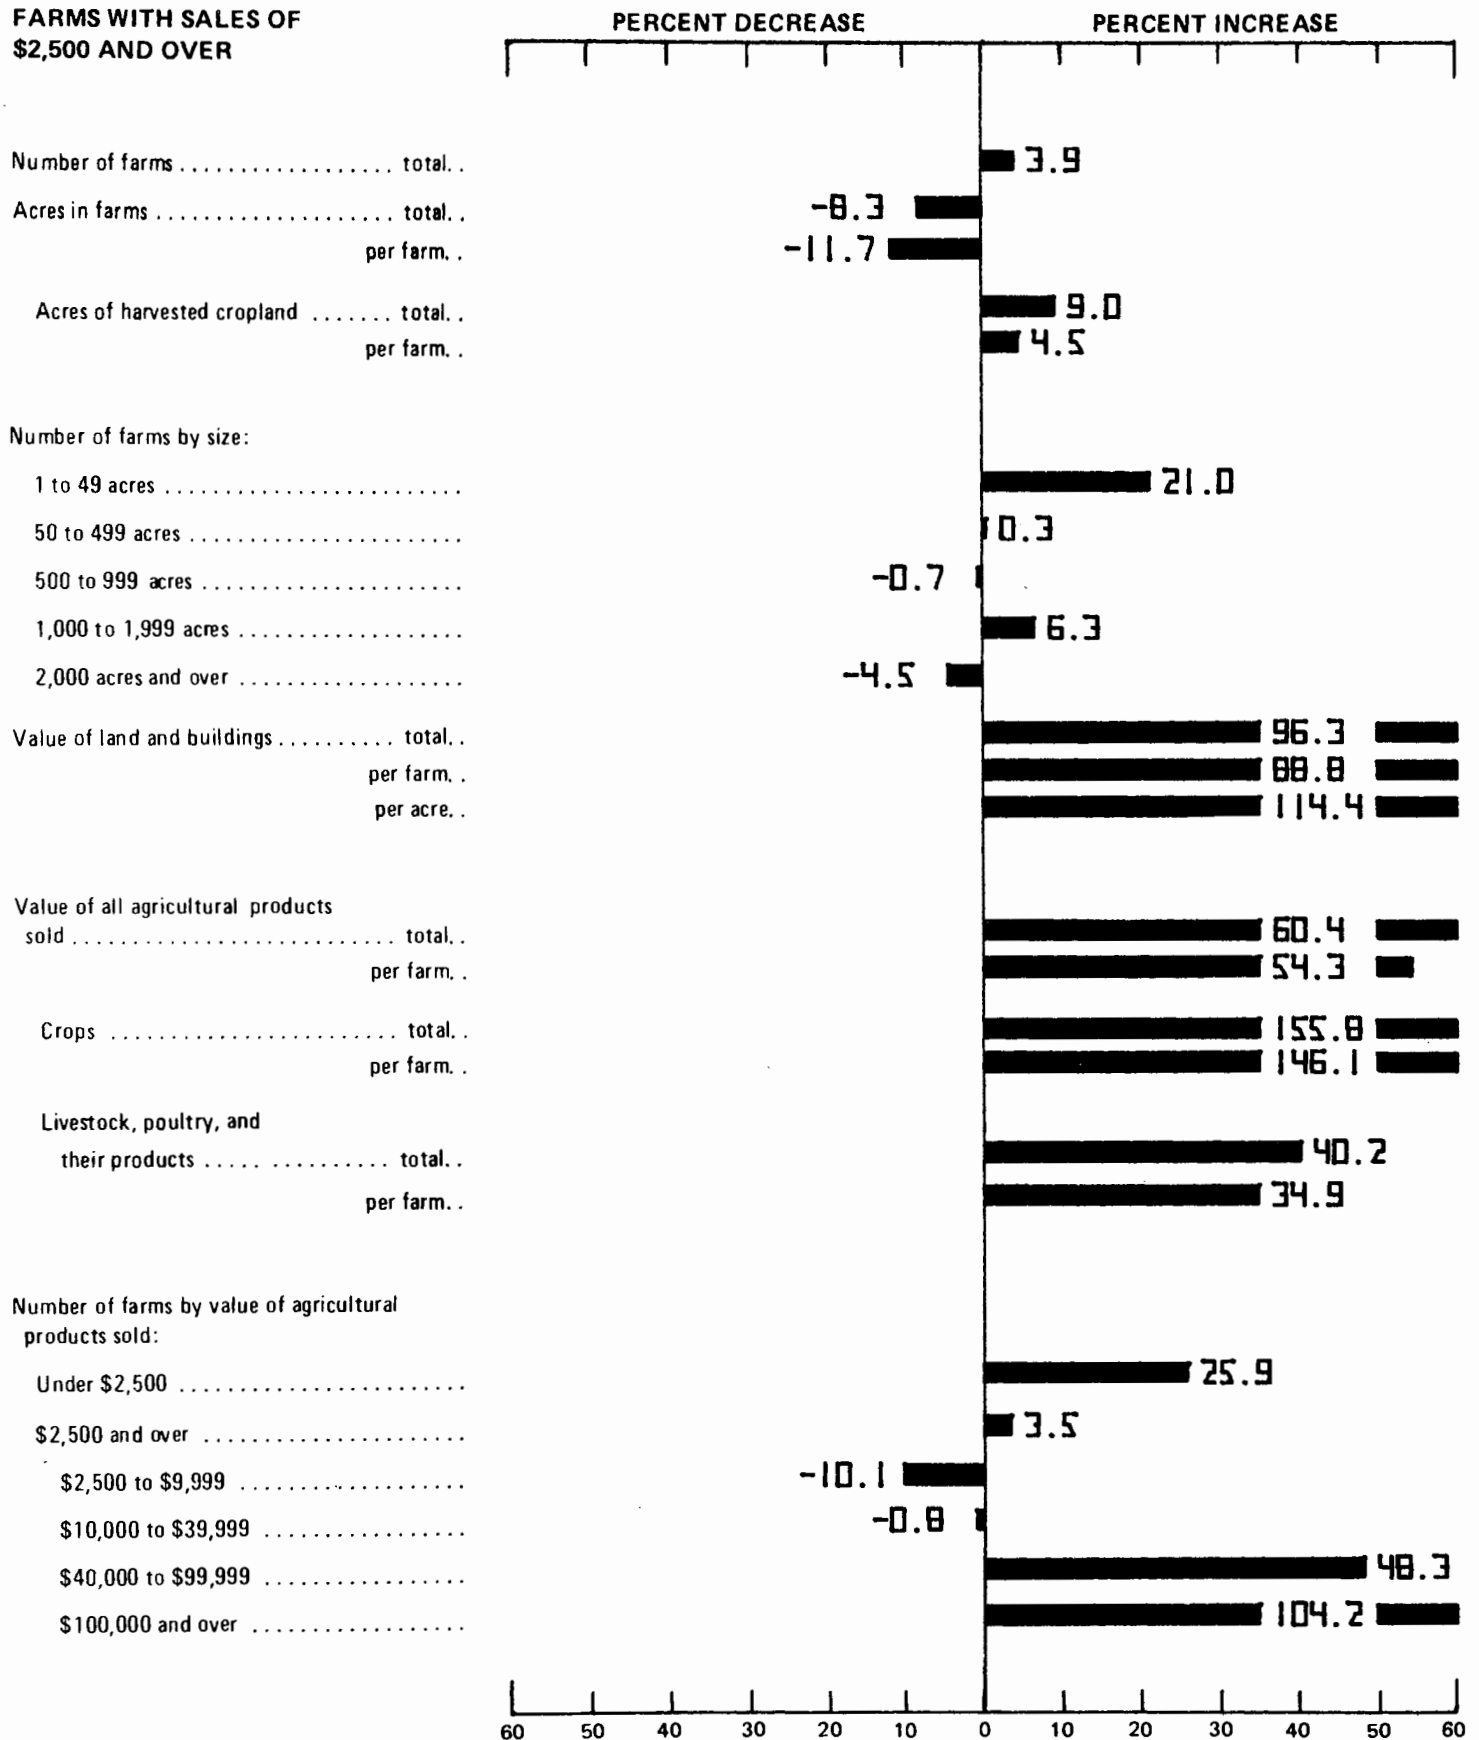 FARMS WITH SALES OF
$2,500 AND OVER
PERCENT DECREASE PERCENT INCREASE
Number of farms .................. total. . 3.9
Acres in farms .................... total. . -8.3
per farm. . -11.7
Acres of harvested cropland ....... total. . 9.0
per farm. . 4.5
Number of farms by size:
1 to 49 acres ......................... 21.0
50 to 499 acres ....................... 0.3
500 to 999 acres ...................... -0.7
1,000 to 1,999 acres ................... 6.3
2,000 acres and over ................... -4.5
Value of land and buildings .......... total. . 96.3
per farm. . 88.8
per acre. . 114.4
Value of all agricultural products
sold ........................... total. . 60.4
per farm. . 54.3
Crops ........................ total. . 155.8
per farm. . 146.1
Livestock, poultry, and
their products ..... .......... total. . 40.2
per farm. . 34.9
Number of farms by value of agricultural
products sold:
Under $2,500 ........................ 25.9
$2,500 and over ...................... 3.5
$2,500 to $9,999 ................... -10.1
$10,000 to $39,999 ................. -0.8
$40,000 to $99,999 ................. 48.3
$100,000 and over .................. 104.2
60 50 40 30 20 10 0 10 20 30 40 50 60